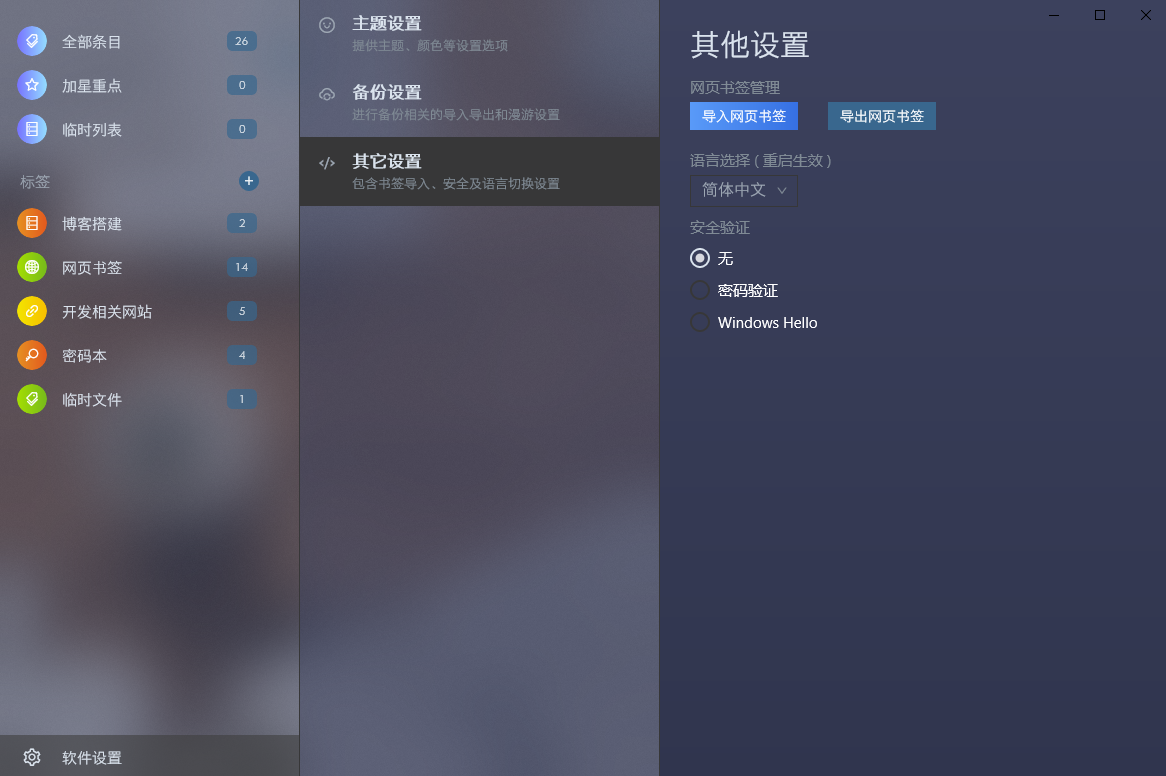 全部条目 26
加星重点 0
临时列表 0
标签
博客搭建 2
网页书签 14
开发相关网站 5
密码本 4
临时文件 1
软件设置
主题设置
提供主题、颜色等设置选项
备份设置
进行备份相关的导入导出和漫游设置
其它设置
包含书签导入、安全及语言切换设置
其他设置
网页书签管理
导入网页书签 导出网页书签
语言选择 ( 重启生效 )
简体中文
安全验证
无
密码验证
Windows Hello